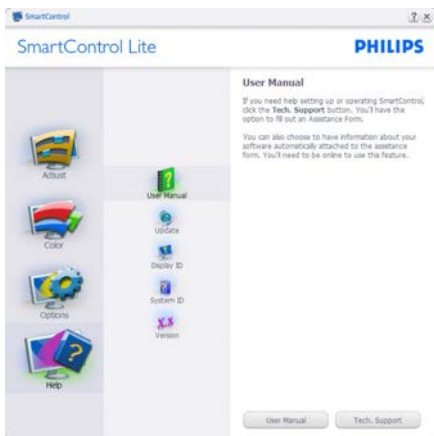 SmartControl
SmartControl Lite
PHILIPS
User Manual
If you need help setting up or operating SmartControl,
click the Tech. Support button. You'll have the
option to fill out an Assistance Form.
You can also choose to have information about your
software automatically attached to the assistance
form. You'll need to be online to use this feature.
Adjust
Color
Options
Help
User Manual
Update
Display ID
System ID
X.X
Version
User Manual
Tech. Support